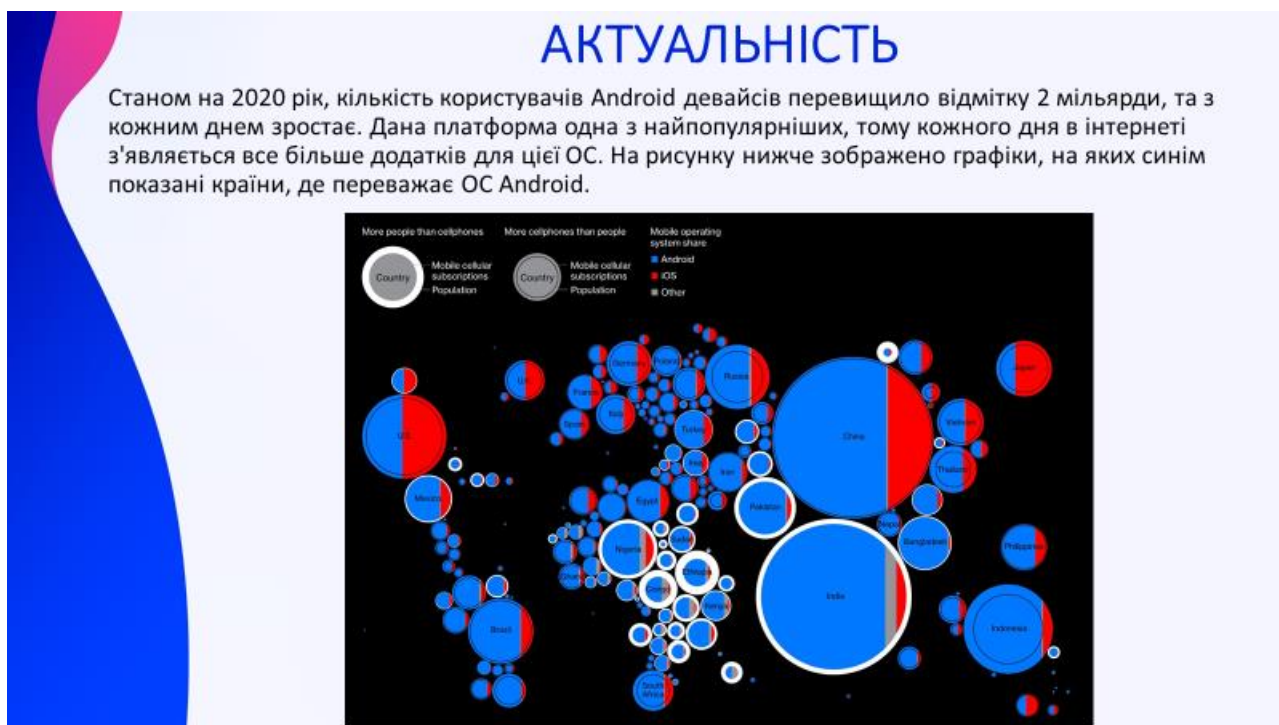 АКТУАЛЬНІСТЬ
Станом на 2020 рік, кількість користувачів Android девайсів перевищило відмітку 2 мільярди, та з
кожним днем зростає. Дана платформа одна з найпопулярніших, тому кожного дня в інтернеті
з'являється все більше додатків для цієї ОС. На рисунку нижче зображено графіки, на яких синім
показані країни, де переважає ОС Android.
More people than cellphones
Country
Mobile cellular
subscriptions
Population
More cellphones than people
Country
Mobile cellular
subscriptions
Population
Mobile operating
system share
Android
iOS
Other
Germany
Poland
Russia
Japan
U.K.
France
Italy
Spain
Turkey
U.S.
China
Vietnam
Thailand
Mexico
Iraq
Iran
Egypt
Pakistan
Nepal
Bangladesh
Philippines
Nigeria
Sudan
Ghana
Ethiopia
Congo
Kenya
India
Indonesia
Brazil
South
Africa